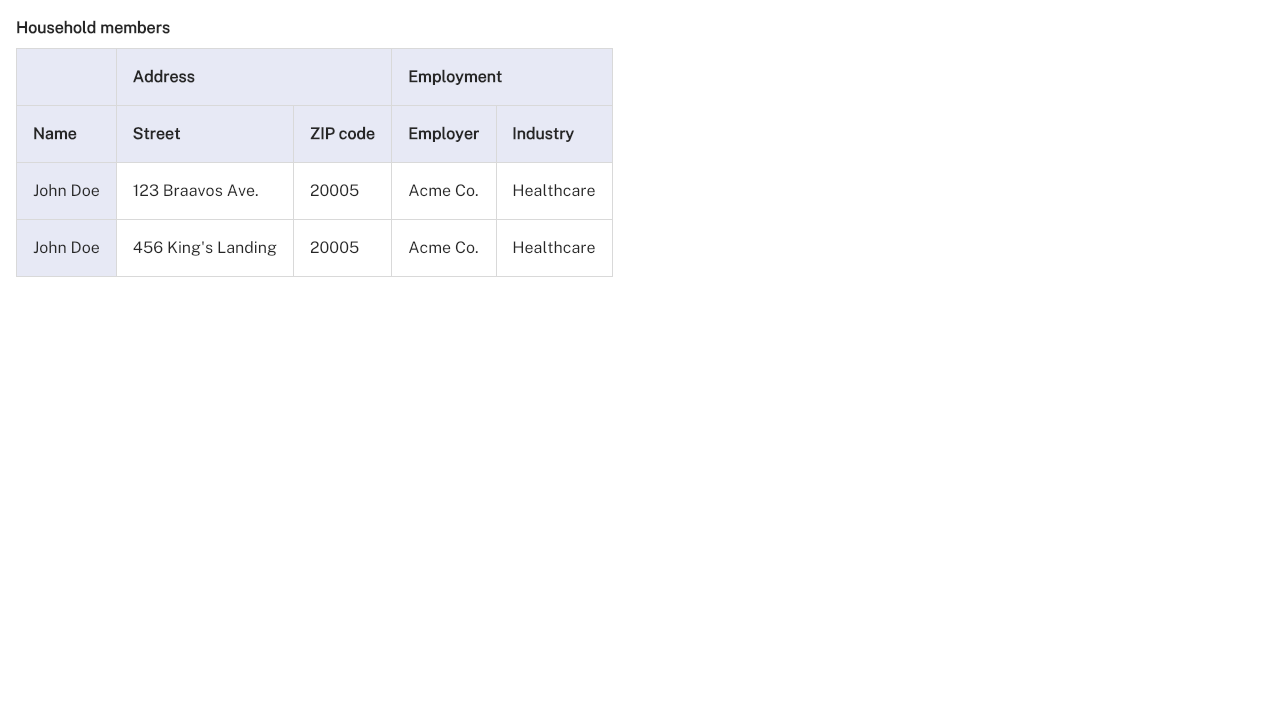 Household members
Address Employment
Name Street ZIP code Employer Industry
John Doe 123 Braavos Ave. 20005 Acme Co. Healthcare
John Doe 456 King's Landing 20005 Acme Co. Healthcare